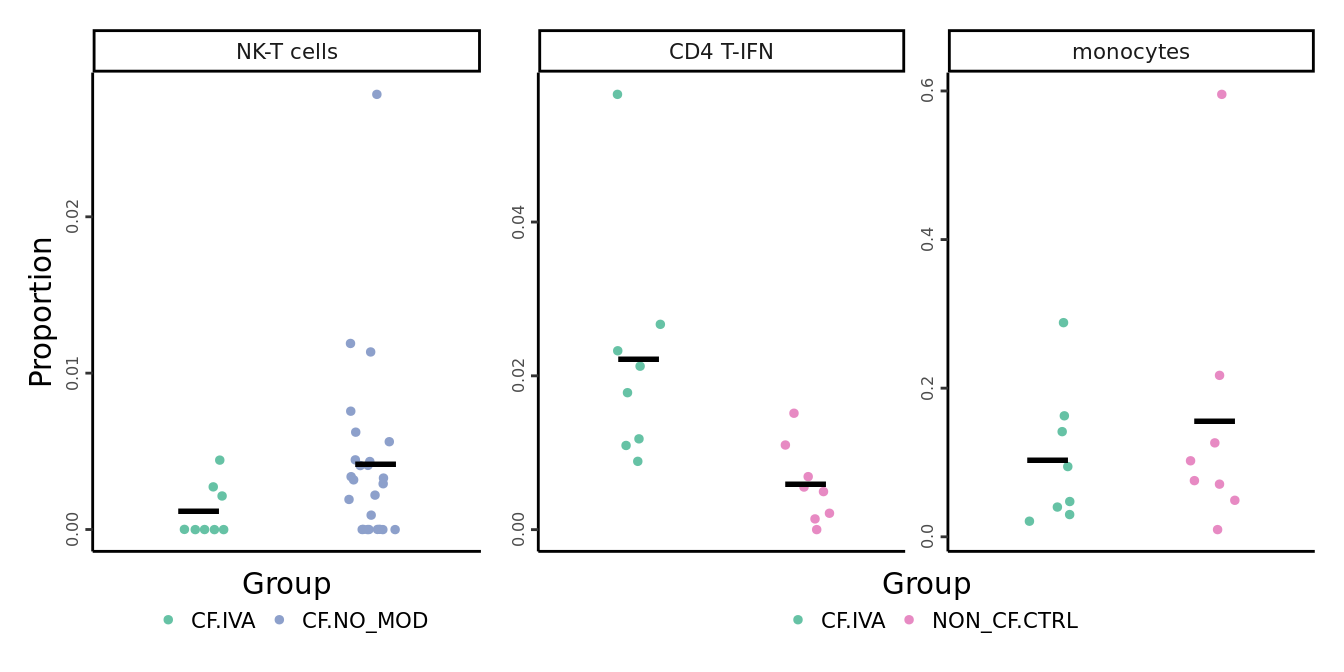 NK-T cells
CD4 T-IFN
monocytes
Proportion
0.02
0.01
0.00
0.04
0.02
0.00
0.6
0.4
0.2
0.0
Group
Group
CF.IVA
CF.NO_MOD
CF.IVA
NON_CF.CTRL